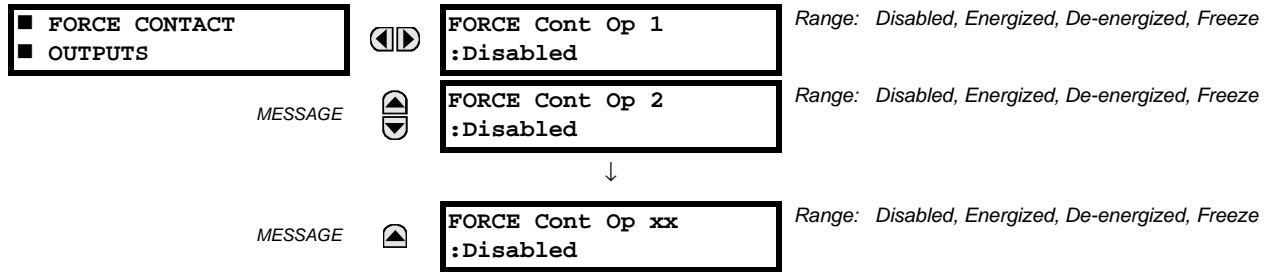 ■ FORCE CONTACT
■ OUTPUTS
FORCE Cont Op 1
:Disabled
Range: Disabled, Energized, De-energized, Freeze
MESSAGE
FORCE Cont Op 2
:Disabled
Range: Disabled, Energized, De-energized, Freeze
↓
MESSAGE
FORCE Cont Op xx
:Disabled
Range: Disabled, Energized, De-energized, Freeze